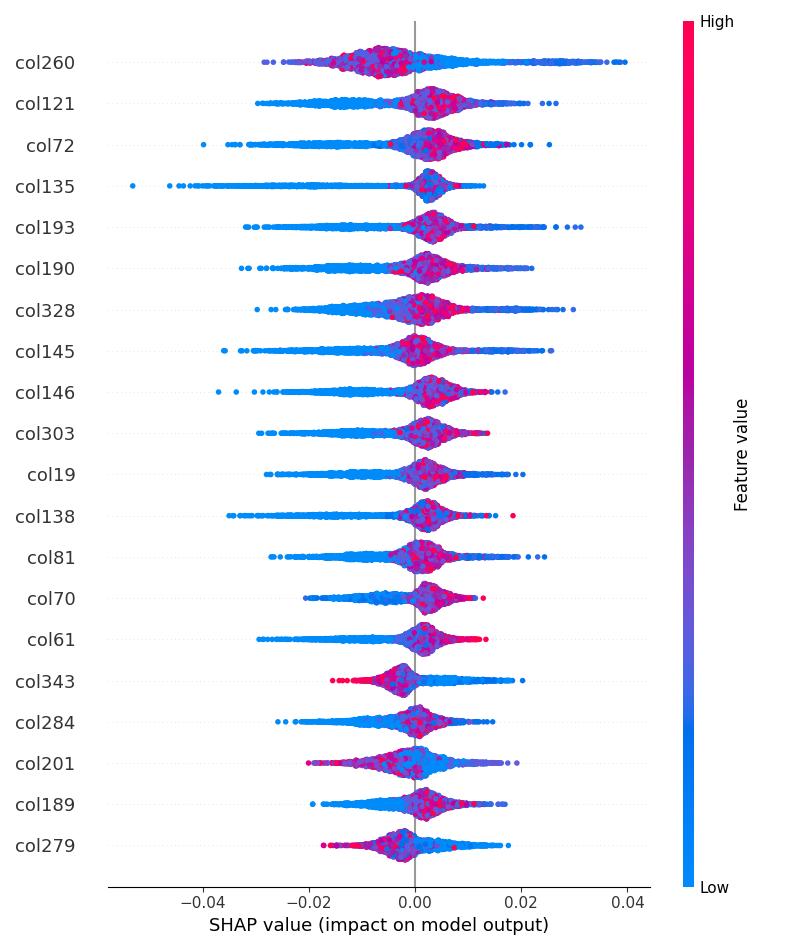 High
col260
col121
col72
col135
col193
col190
col328
col145
col146
col303
col19
col138
col81
col70
col61
col343
col284
col201
col189
col279
Feature value
Low
−0.04 −0.02 0.00 0.02 0.04
SHAP value (impact on model output)